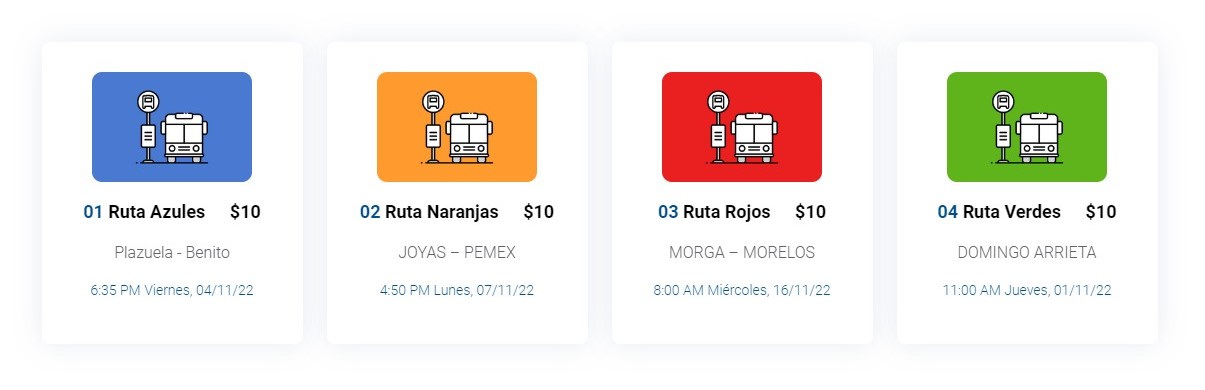 01 Ruta Azules $10
Plazuela - Benito
6:35 PM Viernes, 04/11/22
02 Ruta Naranjas $10
JOYAS – PEMEX
4:50 PM Lunes, 07/11/22
03 Ruta Rojos $10
MORGA – MORELOS
8:00 AM Miércoles, 16/11/22
04 Ruta Verdes $10
DOMINGO ARRIETA
11:00 AM Jueves, 01/11/22